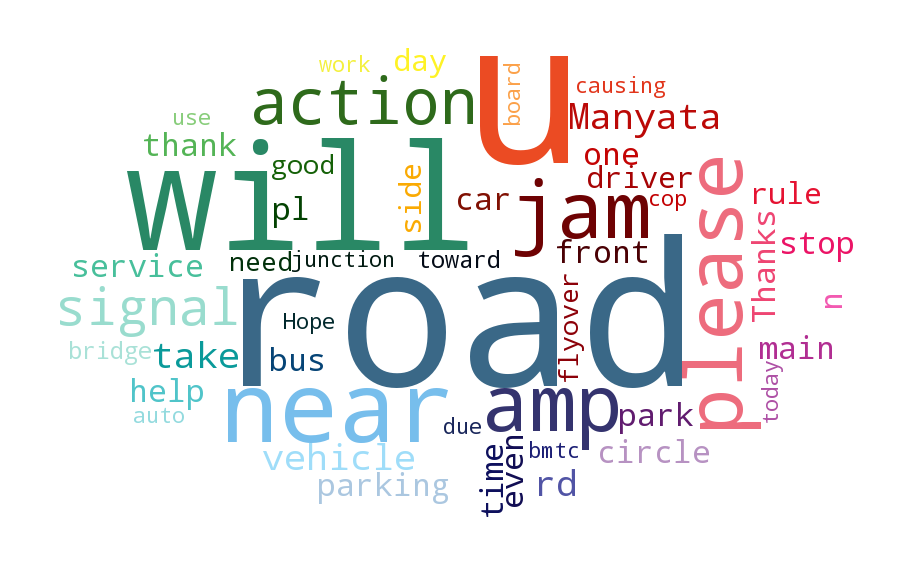 work
day
u
board
causing
action
Manyata
use
thank
will
good
side
one
driver
pl
car
jam
cop
please
rule
service
need
junction
toward
front
Thanks
stop
signal
road
Hope
flyover
n
bridge
take
bus
main
help
near
amp
park
today
auto
due
vehicle
time
even
bmtc
circle
parking
rd